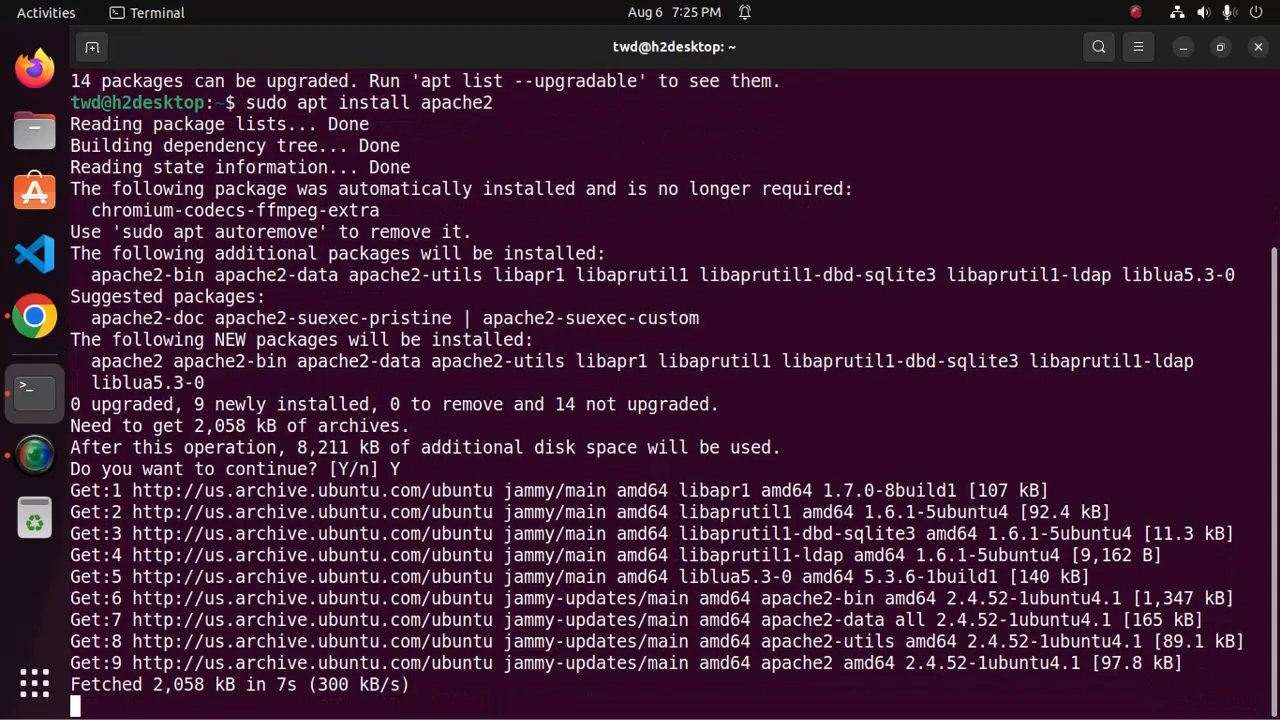 Activities
Terminal
Aug 6 7:25 PM
twd@h2desktop: ~
14 packages can be upgraded. Run 'apt list --upgradable' to see them.
twd@h2desktop:~$ sudo apt install apache2
Reading package lists... Done
Building dependency tree... Done
Reading state information... Done
The following package was automatically installed and is no longer required:
  chromium-codecs-ffmpeg-extra
Use 'sudo apt autoremove' to remove it.
The following additional packages will be installed:
  apache2-bin apache2-data apache2-utils libapr1 libaprutil1 libaprutil1-dbd-sqlite3 libaprutil1-ldap liblua5.3-0
Suggested packages:
  apache2-doc apache2-suexec-pristine | apache2-suexec-custom
The following NEW packages will be installed:
  apache2 apache2-bin apache2-data apache2-utils libapr1 libaprutil1 libaprutil1-dbd-sqlite3 libaprutil1-ldap
  liblua5.3-0
0 upgraded, 9 newly installed, 0 to remove and 14 not upgraded.
Need to get 2,058 kB of archives.
After this operation, 8,211 kB of additional disk space will be used.
Do you want to continue? [Y/n] Y
Get:1 http://us.archive.ubuntu.com/ubuntu jammy/main amd64 libapr1 amd64 1.7.0-8build1 [107 kB]
Get:2 http://us.archive.ubuntu.com/ubuntu jammy/main amd64 libaprutil1 amd64 1.6.1-5ubuntu4 [92.4 kB]
Get:3 http://us.archive.ubuntu.com/ubuntu jammy/main amd64 libaprutil1-dbd-sqlite3 amd64 1.6.1-5ubuntu4 [11.3 kB]
Get:4 http://us.archive.ubuntu.com/ubuntu jammy/main amd64 libaprutil1-ldap amd64 1.6.1-5ubuntu4 [9,162 B]
Get:5 http://us.archive.ubuntu.com/ubuntu jammy/main amd64 liblua5.3-0 amd64 5.3.6-1build1 [140 kB]
Get:6 http://us.archive.ubuntu.com/ubuntu jammy-updates/main amd64 apache2-bin amd64 2.4.52-1ubuntu4.1 [1,347 kB]
Get:7 http://us.archive.ubuntu.com/ubuntu jammy-updates/main amd64 apache2-data all 2.4.52-1ubuntu4.1 [165 kB]
Get:8 http://us.archive.ubuntu.com/ubuntu jammy-updates/main amd64 apache2-utils amd64 2.4.52-1ubuntu4.1 [89.1 kB]
Get:9 http://us.archive.ubuntu.com/ubuntu jammy-updates/main amd64 apache2 amd64 2.4.52-1ubuntu4.1 [97.8 kB]
Fetched 2,058 kB in 7s (300 kB/s)